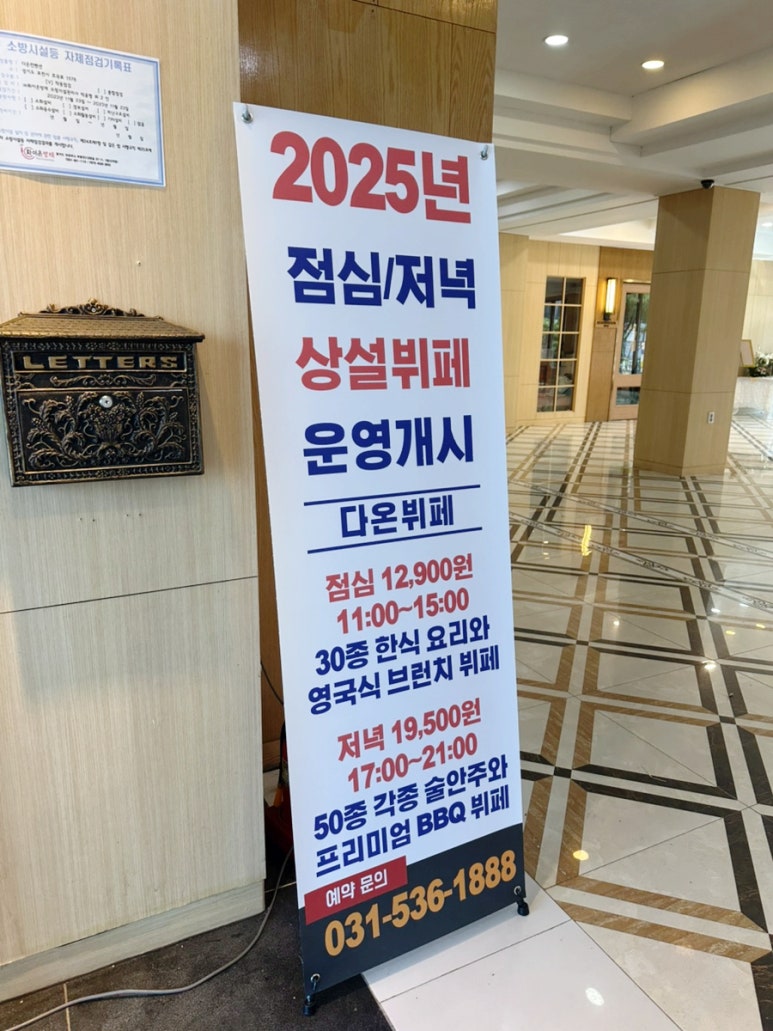 소방시설등 자체점검기록표
LETTERS
2025년
점심/저녁
상설뷔페
운영개시
다온뷔페
점심 12,900원
11:00~15:00
30종 한식 요리와
영국식 브런치 뷔페
저녁 19,500원
17:00~21:00
50종 각종 술안주와
프리미엄 BBQ 뷔페
예약 문의
031-536-1888